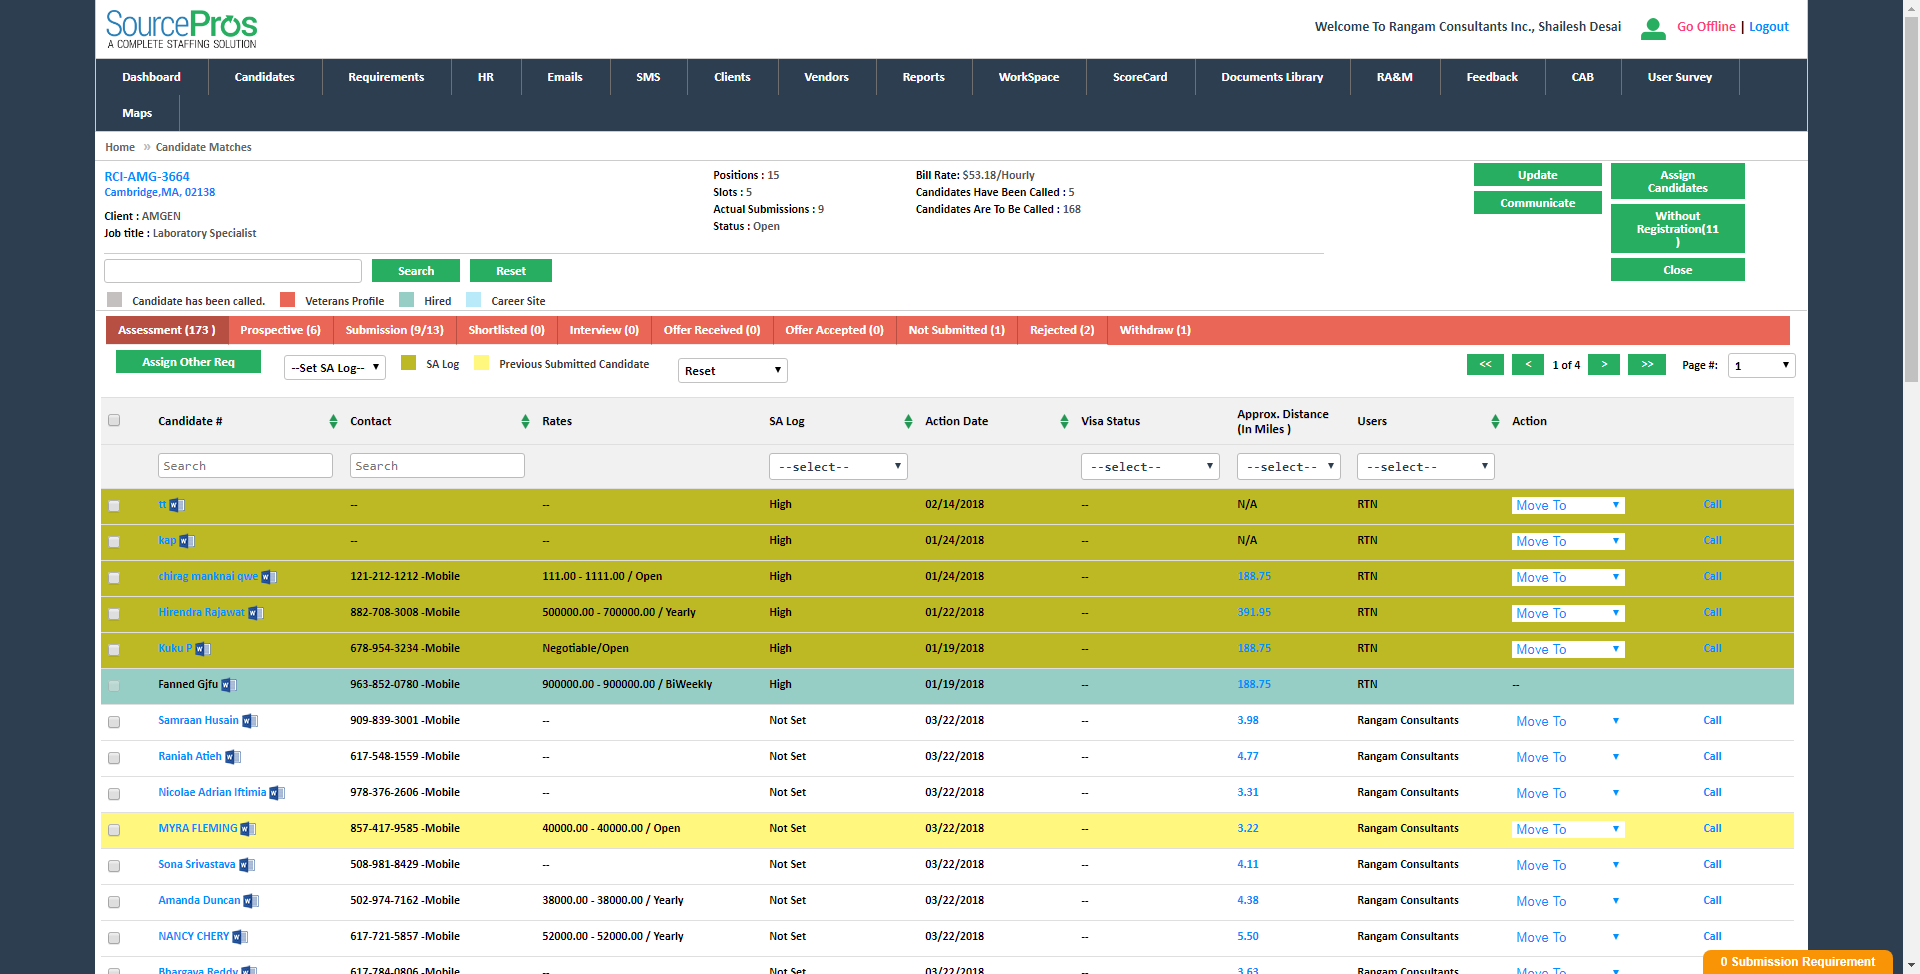 SourcePros
A COMPLETE STAFFING SOLUTION
Welcome To Rangam Consultants Inc., Shailesh Desai Go Offline | Logout
Dashboard Candidates Requirements HR Emails SMS Clients Vendors Reports WorkSpace ScoreCard Documents Library RA&M Feedback CAB User Survey
Maps
Home » Candidate Matches
RCI-AMG-3664
Cambridge,MA, 02138
Client : AMGEN
Job title : Laboratory Specialist
Positions : 15
Slots : 5
Actual Submissions : 9
Status : Open
Bill Rate: $53.18/Hourly
Candidates Have Been Called : 5
Candidates Are To Be Called : 168
Update
Communicate
Assign
Candidates
Without
Registration(11
)
Close
Search Reset
Candidate has been called. Veterans Profile Hired Career Site
Assessment (173 ) Prospective (6) Submission (9/13) Shortlisted (0) Interview (0) Offer Received (0) Offer Accepted (0) Not Submitted (1) Rejected (2) Withdraw (1)
Assign Other Req --Set SA Log-- SA Log Previous Submitted Candidate Reset << < 1 of 4 > >> Page #: 1
Candidate # Contact Rates SA Log Action Date Visa Status Approx. Distance (In Miles ) Users Action
Search Search --select-- --select-- --select-- --select--
tt -- -- High 02/14/2018 -- N/A RTN Move To Call
kap -- -- High 01/24/2018 -- N/A RTN Move To Call
chirag manknai qwe 121-212-1212 -Mobile 111.00 - 1111.00 / Open High 01/24/2018 -- 188.75 RTN Move To Call
Hirendra Rajawat 882-708-3008 -Mobile 500000.00 - 700000.00 / Yearly High 01/22/2018 -- 391.95 RTN Move To Call
Kuku P 678-954-3234 -Mobile Negotiable/Open High 01/19/2018 -- 188.75 RTN Move To Call
Fanned Gjfu 963-852-0780 -Mobile 900000.00 - 900000.00 / BiWeekly High 01/19/2018 -- 188.75 RTN --
Samraan Husain 909-839-3001 -Mobile -- Not Set 03/22/2018 -- 3.98 Rangam Consultants Move To Call
Raniah Atieh 617-548-1559 -Mobile -- Not Set 03/22/2018 -- 4.77 Rangam Consultants Move To Call
Nicolae Adrian Iftimia 978-376-2606 -Mobile -- Not Set 03/22/2018 -- 3.31 Rangam Consultants Move To Call
MYRA FLEMING 857-417-9585 -Mobile 40000.00 - 40000.00 / Open Not Set 03/22/2018 -- 3.22 Rangam Consultants Move To Call
Sona Srivastava 508-981-8429 -Mobile -- Not Set 03/22/2018 -- 4.11 Rangam Consultants Move To Call
Amanda Duncan 502-974-7162 -Mobile 38000.00 - 38000.00 / Yearly Not Set 03/22/2018 -- 4.38 Rangam Consultants Move To Call
NANCY CHERY 617-721-5857 -Mobile 52000.00 - 52000.00 / Yearly Not Set 03/22/2018 -- 5.50 Rangam Consultants Move To Call
Bhargava Reddy 617-784-0806 -Mobile -- Not Set 03/22/2018 -- 3.63 Rangam Consultants Move To Call
0 Submission Requirement